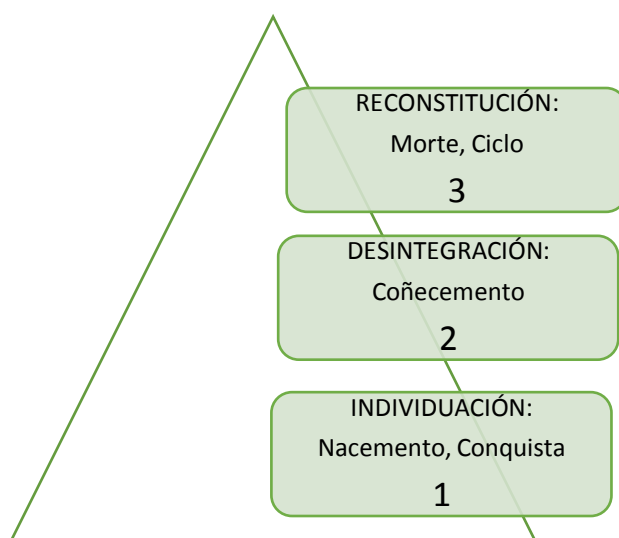 RECONSTITUCIÓN:
Morte, Ciclo
3
DESINTEGRACIÓN:
Coñecemento
2
INDIVIDUACIÓN:
Nacemento, Conquista
1